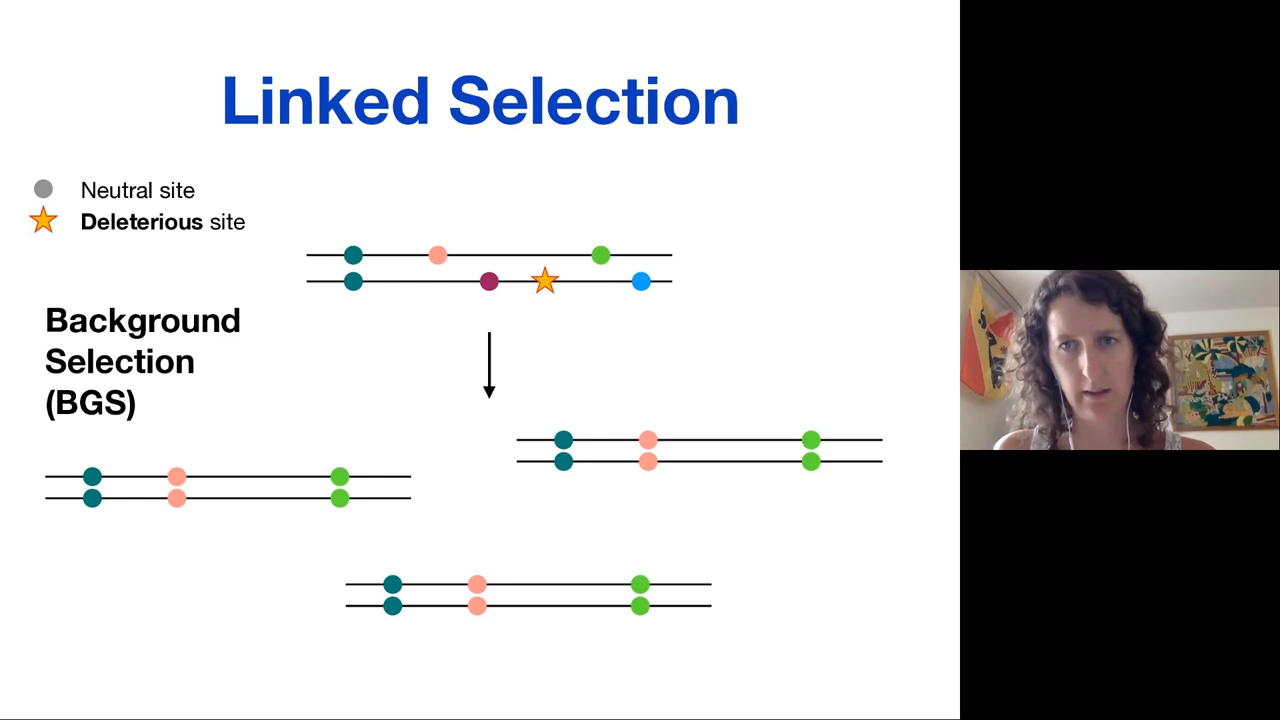 Linked Selection
Neutral site
Deleterious site
Background
Selection
(BGS)